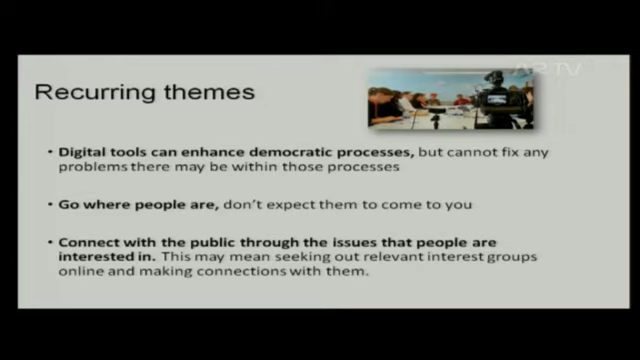 AR TV
Recurring themes
• Digital tools can enhance democratic processes, but cannot fix any
problems there may be within those processes
• Go where people are, don't expect them to come to you
• Connect with the public through the issues that people are
interested in. This may mean seeking out relevant interest groups
online and making connections with them.